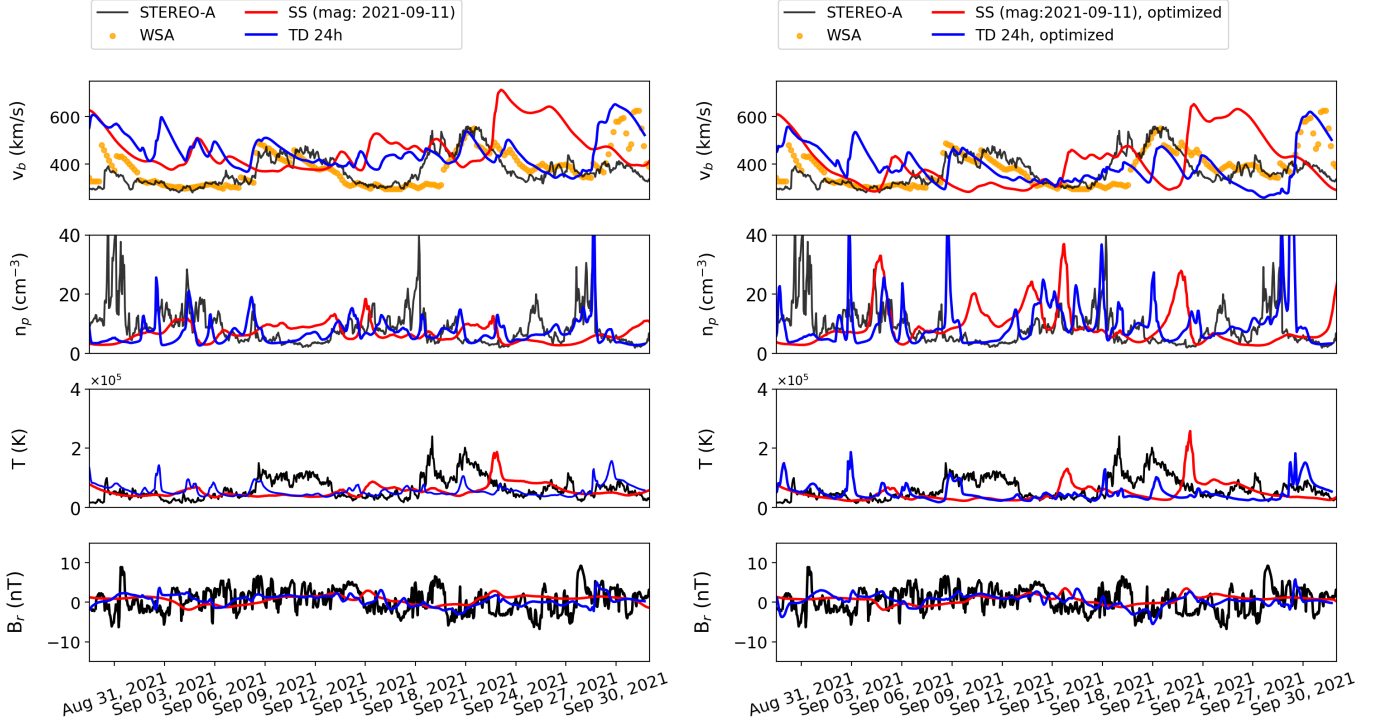 STEREO-A
WSA
SS (mag: 2021-09-11)
TD 24h
v_b (km/s)
600
400
n_p (cm⁻³)
40
20
0
×10⁵
T (K)
4
2
0
B_r (nT)
10
0
−10
Aug 31, 2021
Sep 03, 2021
Sep 06, 2021
Sep 09, 2021
Sep 12, 2021
Sep 15, 2021
Sep 18, 2021
Sep 21, 2021
Sep 24, 2021
Sep 27, 2021
Sep 30, 2021
STEREO-A
WSA
SS (mag:2021-09-11), optimized
TD 24h, optimized
v_b (km/s)
600
400
n_p (cm⁻³)
40
20
0
×10⁵
T (K)
4
2
0
B_r (nT)
10
0
−10
Aug 31, 2021
Sep 03, 2021
Sep 06, 2021
Sep 09, 2021
Sep 12, 2021
Sep 15, 2021
Sep 18, 2021
Sep 21, 2021
Sep 24, 2021
Sep 27, 2021
Sep 30, 2021